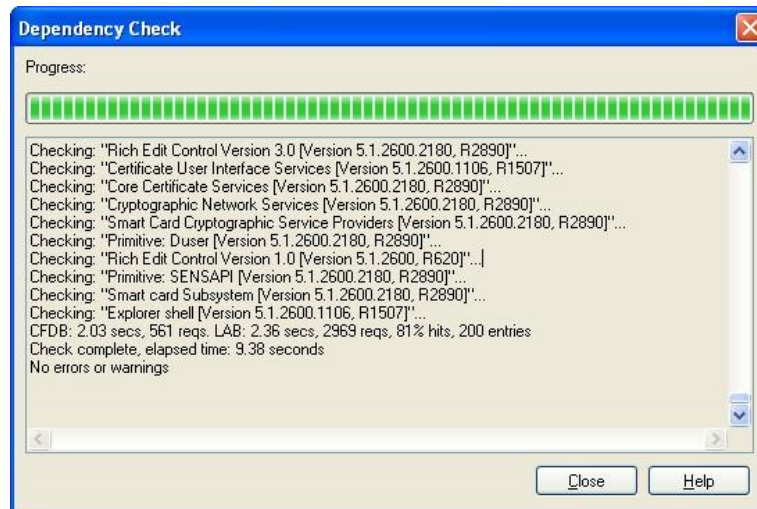 Dependency Check
Progress:
Checking: "Rich Edit Control Version 3.0 [Version 5.1.2600.2180, R2890]"...
Checking: "Certificate User Interface Services [Version 5.1.2600.1106, R1507]"...
Checking: "Core Certificate Services [Version 5.1.2600.2180, R2890]"...
Checking: "Cryptographic Network Services [Version 5.1.2600.2180, R2890]"...
Checking: "Smart Card Cryptographic Service Providers [Version 5.1.2600.2180, R2890]"...
Checking: "Primitive: Duser [Version 5.1.2600.2180, R2890]"...
Checking: "Rich Edit Control Version 1.0 [Version 5.1.2600, R620]"...
Checking: "Primitive: SENSAPI [Version 5.1.2600.2180, R2890]"...
Checking: "Smart card Subsystem [Version 5.1.2600.2180, R2890]"...
Checking: "Explorer shell [Version 5.1.2600.1106, R1507]"...
CFDB: 2.03 secs, 561 reqs. LAB: 2.36 secs, 2969 reqs, 81% hits, 200 entries
Check complete, elapsed time: 9.38 seconds
No errors or warnings
Close Help